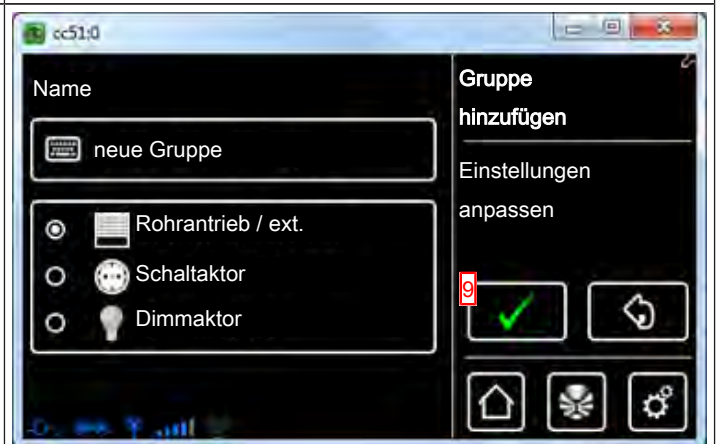 cc51:0
Name
neue Gruppe
Rohrantrieb / ext.
Schaltaktor
Dimmaktor
Gruppe
hinzufügen
Einstellungen
anpassen
9